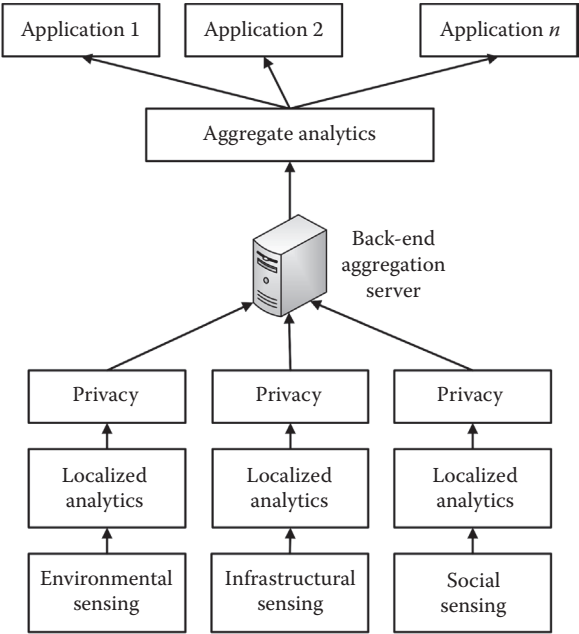 Application 1
Application 2
Application n
Aggregate analytics
Back-end
aggregation
server
Privacy
Privacy
Privacy
Localized
analytics
Localized
analytics
Localized
analytics
Environmental
sensing
Infrastructural
sensing
Social
sensing